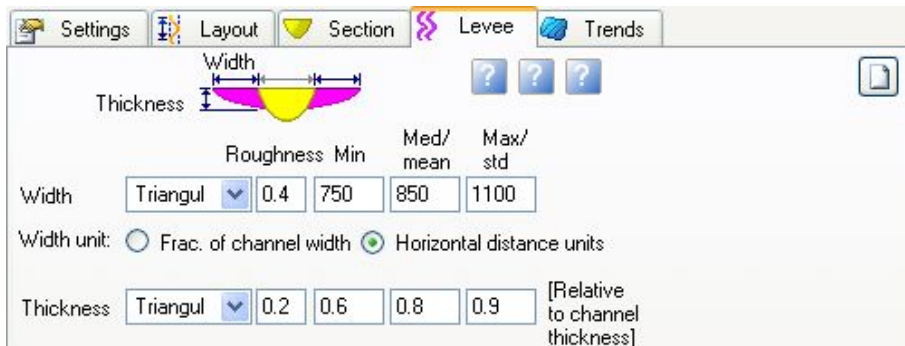 Settings Layout Section Levee Trends
Width
Thickness
? ? ?
Roughness Min Med/ mean Max/ std
Width Triangul 0.4 750 850 1100
Width unit: Frac. of channel width Horizontal distance units
Thickness Triangul 0.2 0.6 0.8 0.9 [Relative
to channel
thickness]